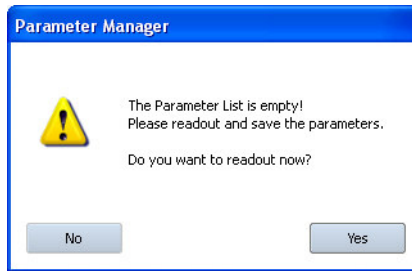 Parameter Manager
The Parameter List is empty!
Please readout and save the parameters.
Do you want to readout now?
No
Yes